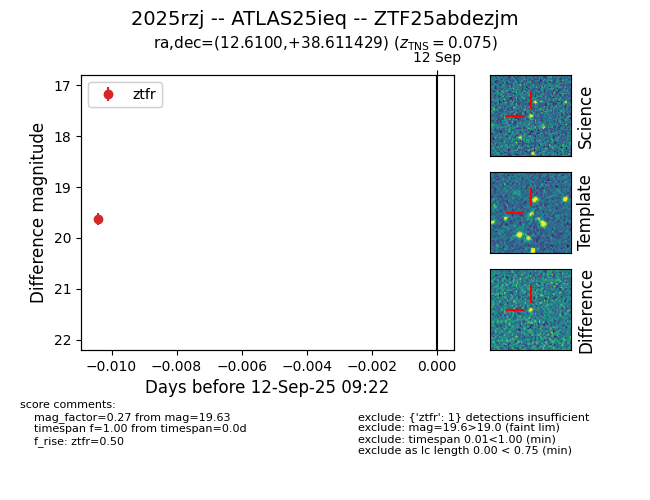 2025rzj -- ATLAS25ieq -- ZTF25abdezjm
ra,dec=(12.6100,+38.611429) (z_TNS = 0.075)
12 Sep
ztfr
17
18
19
20
21
22
Difference magnitude
−0.010
−0.008
−0.006
−0.004
−0.002
0.000
Days before 12-Sep-25 09:22
Science
Template
Difference
score comments:
mag_factor=0.27 from mag=19.63
timespan f=1.00 from timespan=0.0d
f_rise: ztfr=0.50
exclude: {'ztfr': 1} detections insufficient
exclude: mag=19.6>19.0 (faint lim)
exclude: timespan 0.01<1.00 (min)
exclude as lc length 0.00 < 0.75 (min)